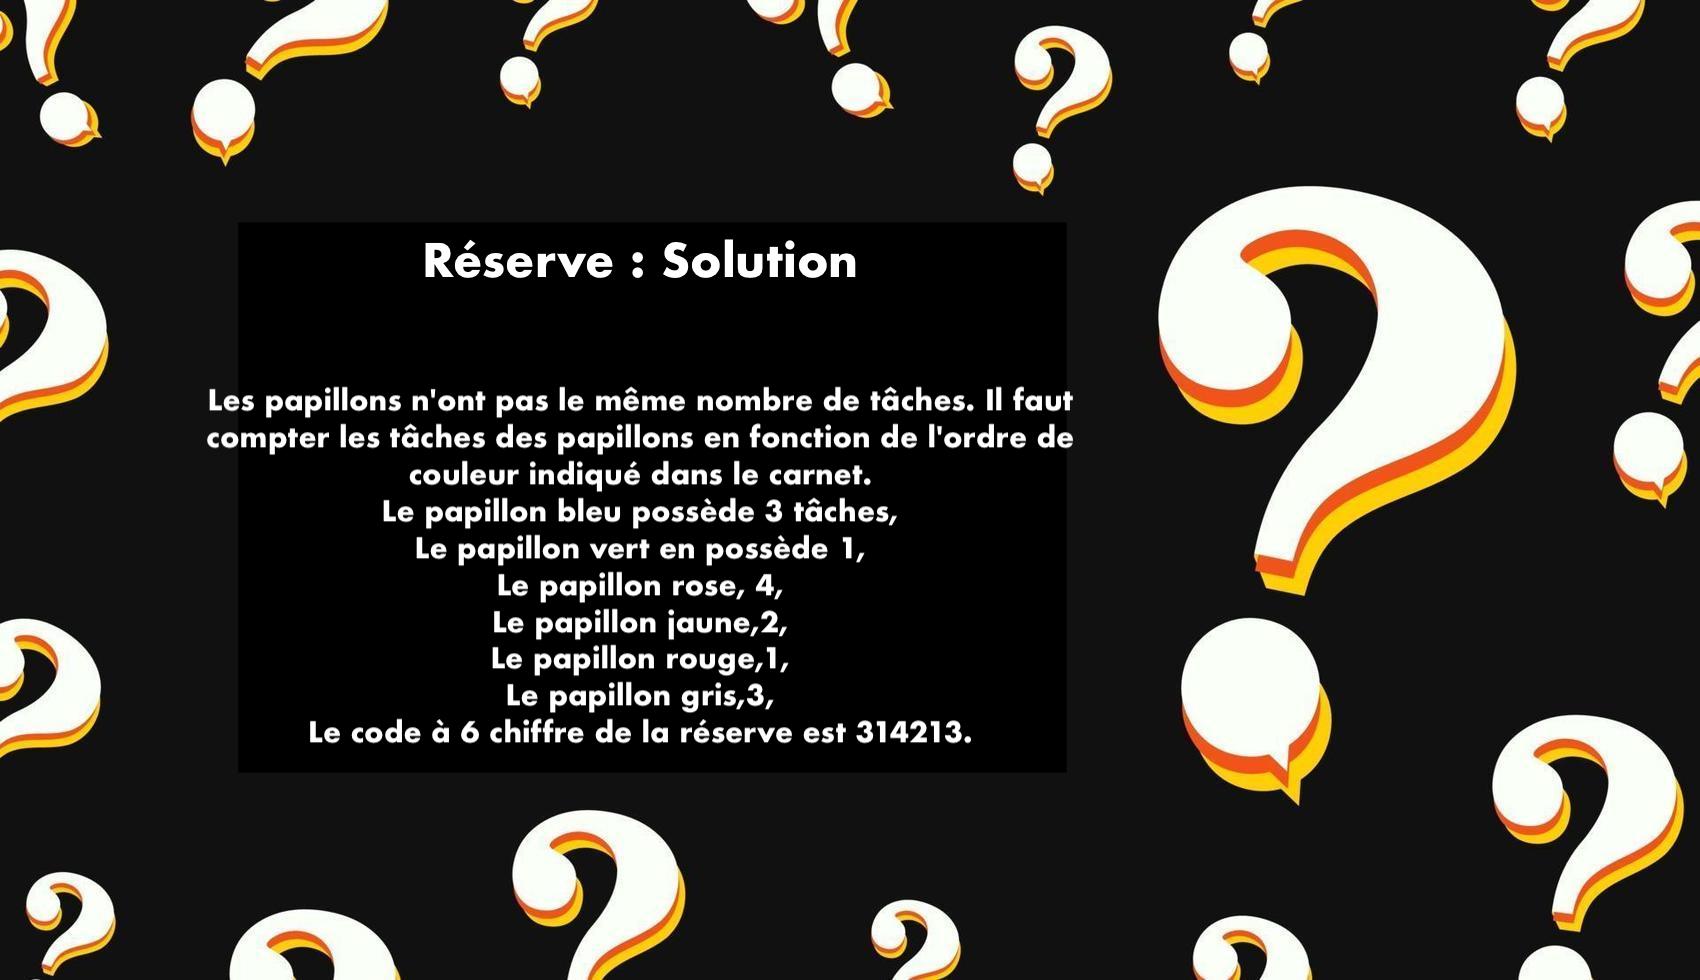 Réserve : Solution
Les papillons n'ont pas le même nombre de tâches. Il faut
compter les tâches des papillons en fonction de l'ordre de
couleur indiqué dans le carnet.
Le papillon bleu possède 3 tâches,
Le papillon vert en possède 1,
Le papillon rose, 4,
Le papillon jaune,2,
Le papillon rouge,1,
Le papillon gris,3,
Le code à 6 chiffre de la réserve est 314213.